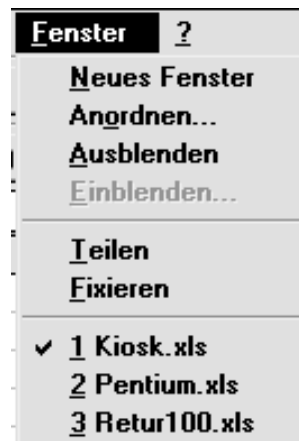 Fenster ?
Neues Fenster
Anordnen...
Ausblenden
Einblenden...
Teilen
Fixieren
✔ 1 Kiosk.xls
2 Pentium.xls
3 Retur100.xls